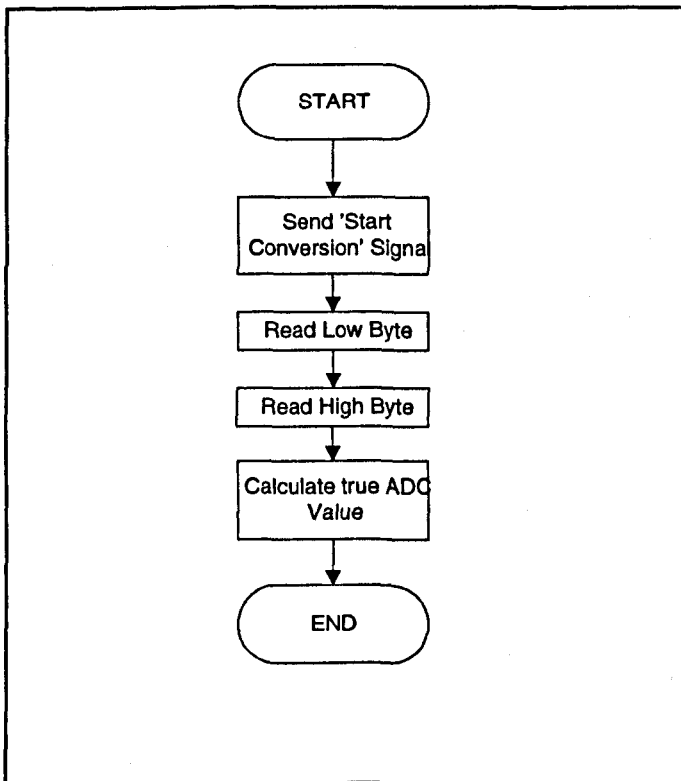 START
Send 'Start
Conversion' Signa
Read Low Byte
Read High Byte
Calculate true ADC
Value
END